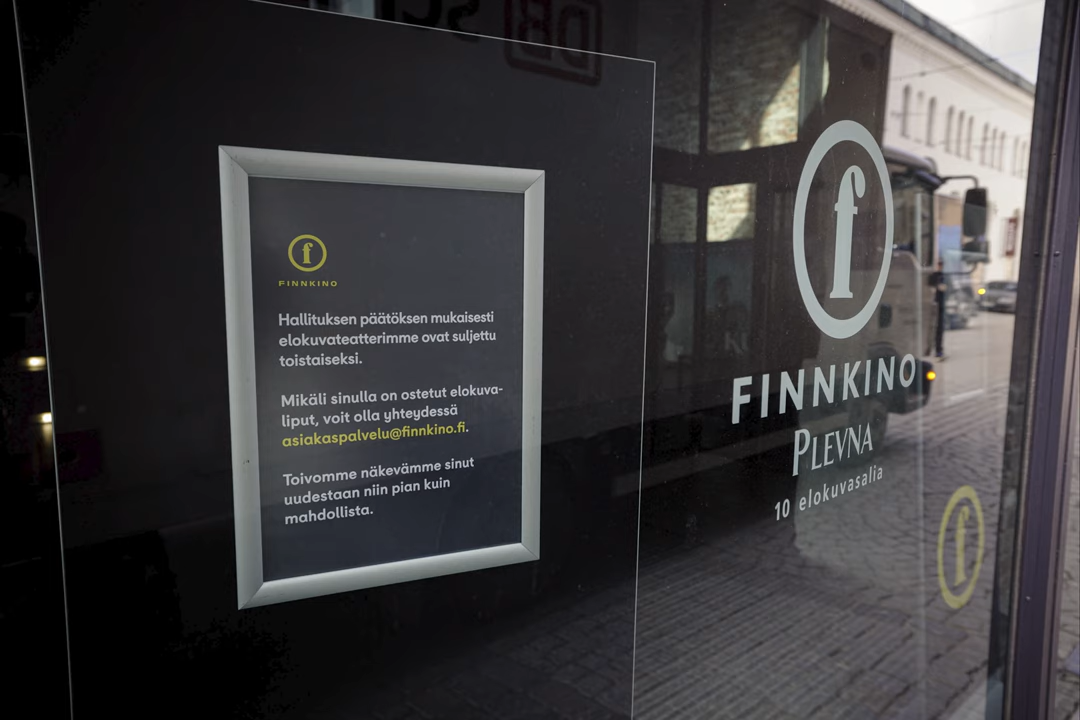 f
FINNKINO
Hallituksen päätöksen mukaisesti
elokuvateatterimme ovat suljettu
toistaiseksi.
Mikäli sinulla on ostetut elokuva-
liput, voit olla yhteydessä
asiakaspalvelu@finnkino.fi.
Toivomme näkevämme sinut
uudestaan niin pian kuin
mahdollista.
f
FINNKINO
PLEVNA
10 elokuvasalia
f
DB